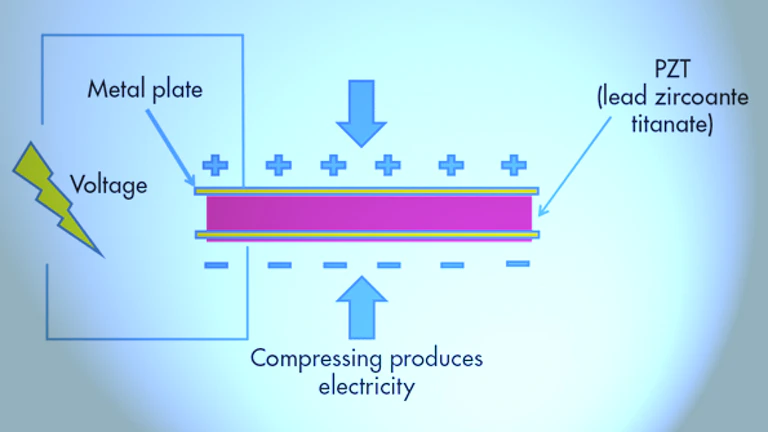 PZT
(lead zircoante
titanate)
Metal plate
Voltage
Compressing produces
electricity